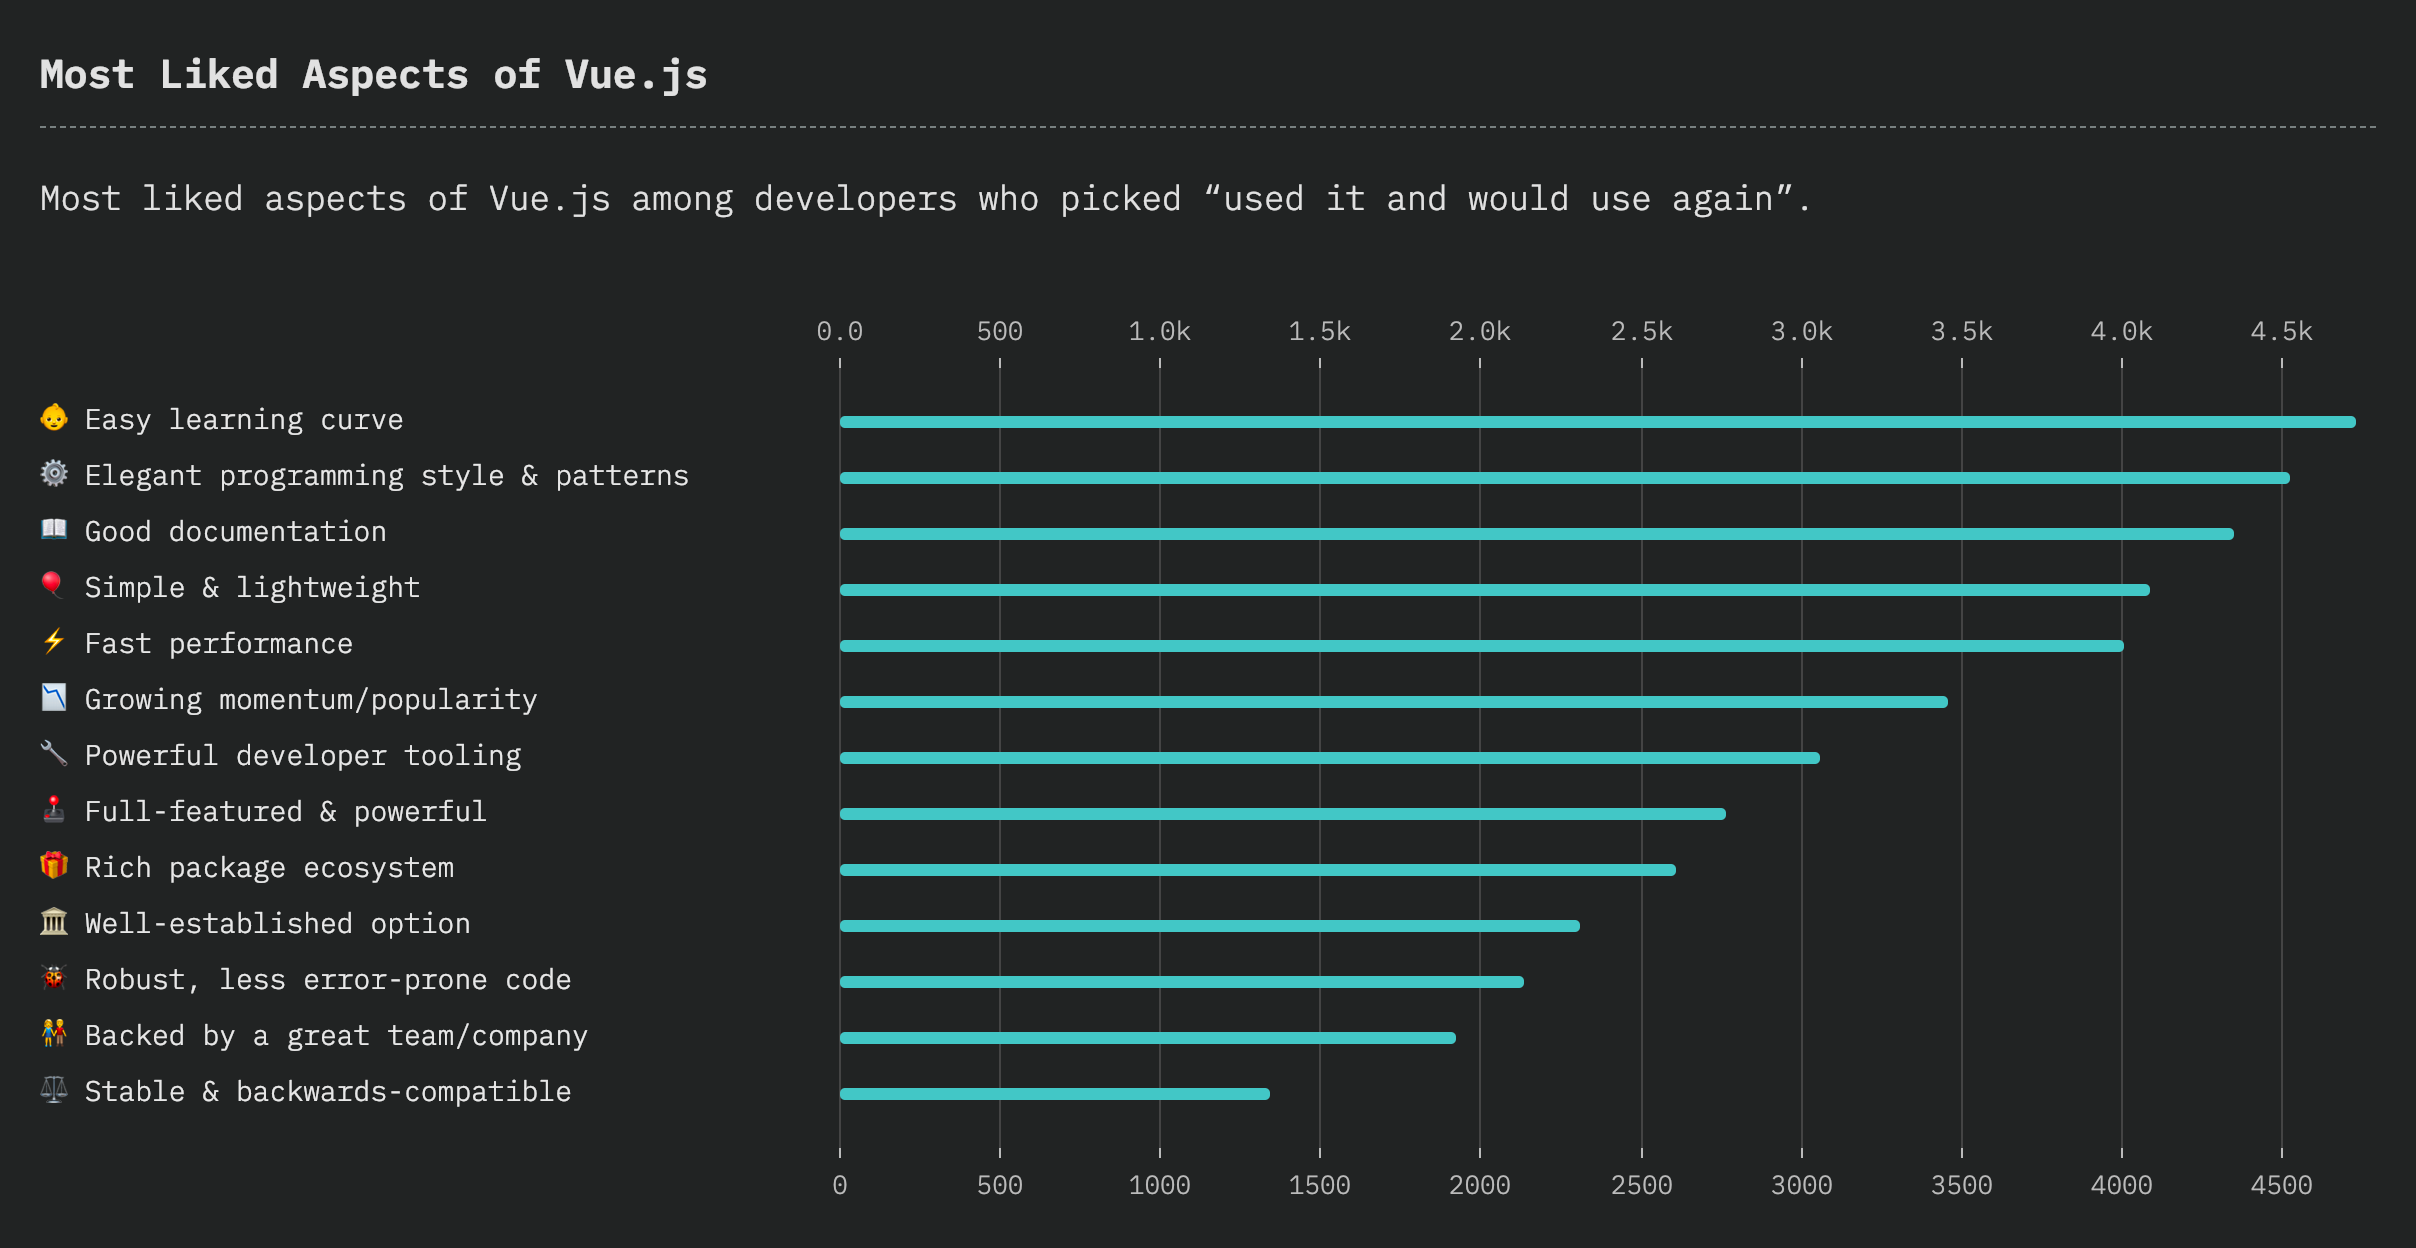 Most Liked Aspects of Vue.js
Most liked aspects of Vue.js among developers who picked “used it and would use again”.
0.0 500 1.0k 1.5k 2.0k 2.5k 3.0k 3.5k 4.0k 4.5k
Easy learning curve
Elegant programming style & patterns
Good documentation
Simple & lightweight
Fast performance
Growing momentum/popularity
Powerful developer tooling
Full-featured & powerful
Rich package ecosystem
Well-established option
Robust, less error-prone code
Backed by a great team/company
Stable & backwards-compatible
0 500 1000 1500 2000 2500 3000 3500 4000 4500